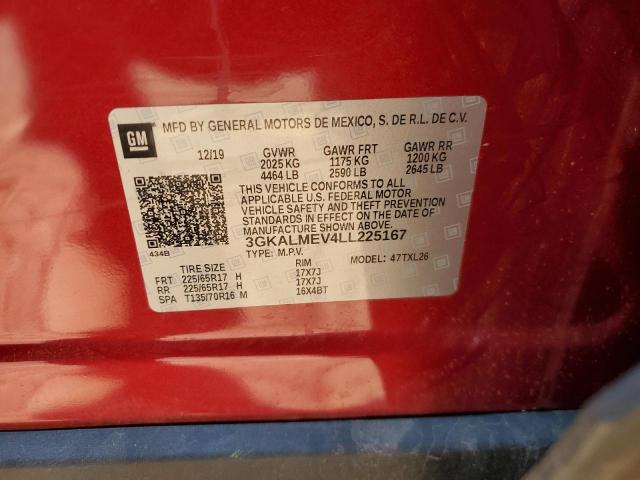 GM
MFD BY GENERAL MOTORS DE MEXICO, S. DE R.L. DE C.V.
12/19 GVWR GAWR FRT GAWR RR
2025 KG 1175 KG 1200 KG
4464 LB 2590 LB 2645 LB
THIS VEHICLE CONFORMS TO ALL
APPLICABLE U.S. FEDERAL MOTOR
VEHICLE SAFETY AND THEFT PREVENTION
STANDARDS IN EFFECT ON THE DATE OF
MANUFACTURE SHOWN ABOVE.
434B 3GKALMEV4LL225167
TYPE: M.P.V. MODEL: 47TXL26
TIRE SIZE RIM
FRT 225/65R17 H 17X7J
RR 225/65R17 H 17X7J
SPA T135/70R16 M 16X4BT